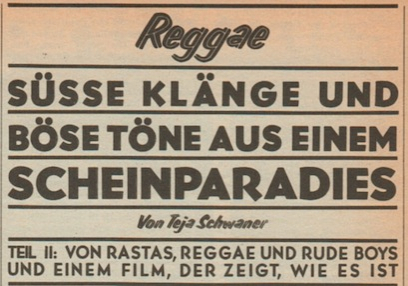 Reggae
SÜSSE KLÄNGE UND
BÖSE TÖNE AUS EINEM
SCHEINPARADIES
Von Teja Schwaner
TEIL II: VON RASTAS, REGGAE UND RUDE BOYS
UND EINEM FILM, DER ZEIGT, WIE ES IST